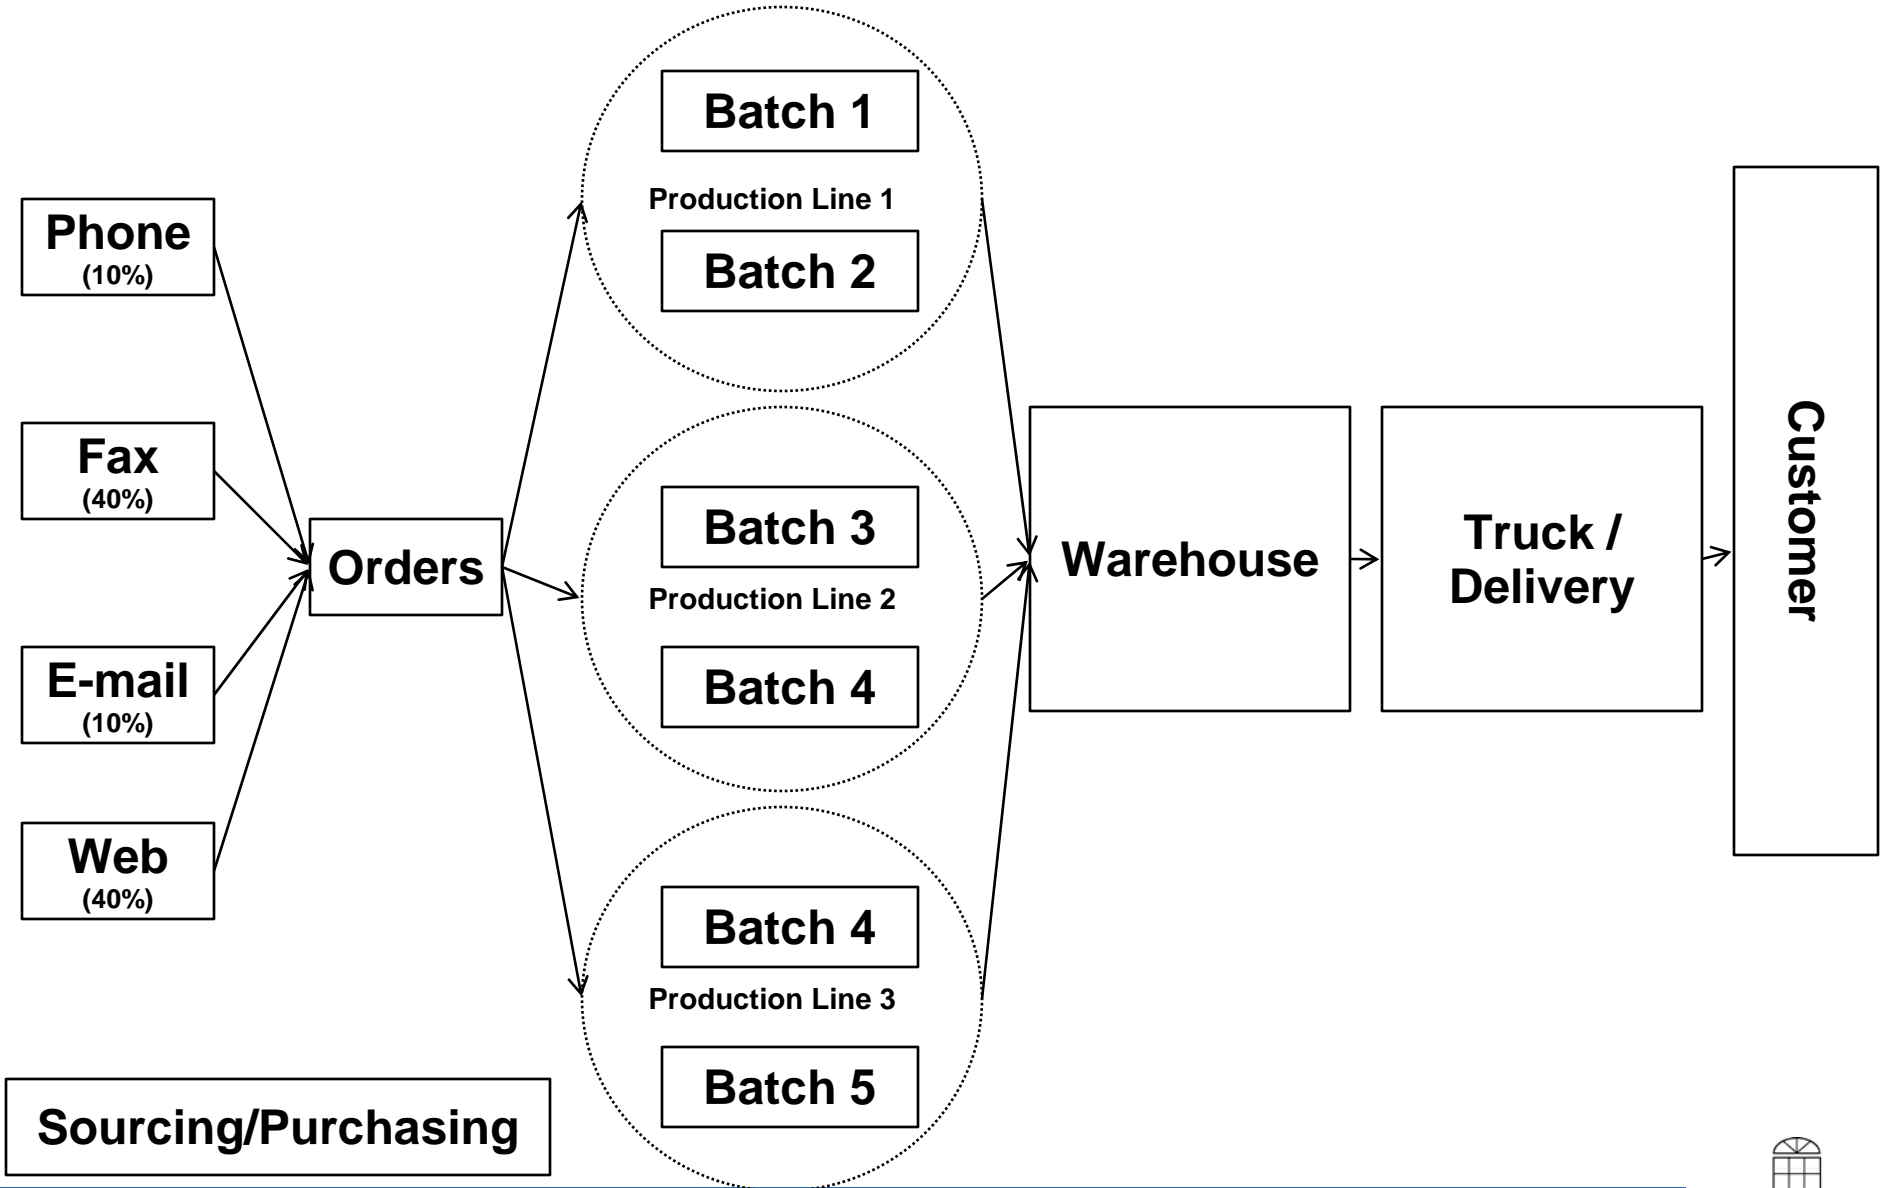 Phone
(10%)
Fax
(40%)
E-mail
(10%)
Web
(40%)
Sourcing/Purchasing
Orders
Batch 1
Production Line 1
Batch 2
Batch 3
Production Line 2
Batch 4
Batch 4
Production Line 3
Batch 5
Warehouse
Truck /
Delivery
Customer